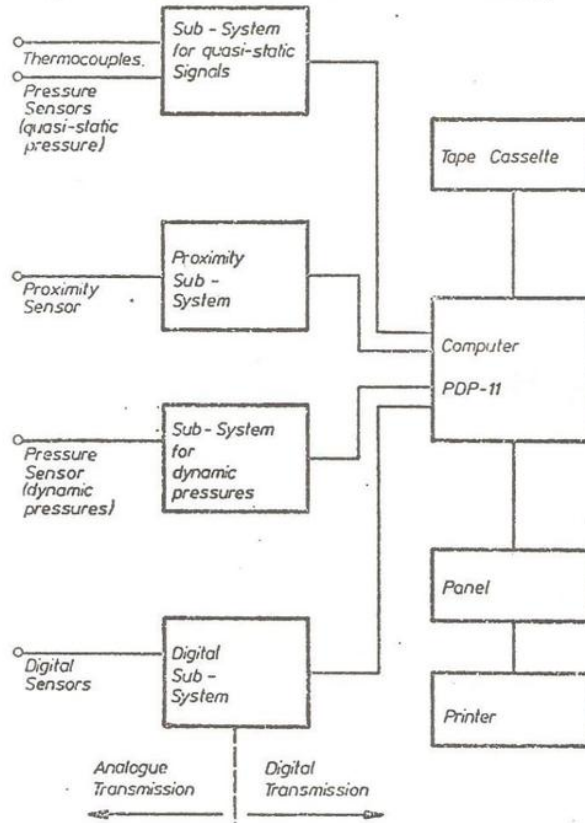 Sub - System
for quasi-static
Signals
Thermocouples.
Pressure
Sensors
(quasi-static
pressure)
Tape Cassette
Proximity
Sub -
System
Proximity
Sensor
Computer
PDP-11
Sub-System
for
dynamic
pressures
Pressure
Sensor
(dynamic
pressures)
Panel
Digital
Sub -
System
Digital
Sensors
Printer
Analogue
Transmission
Digital
Transmission